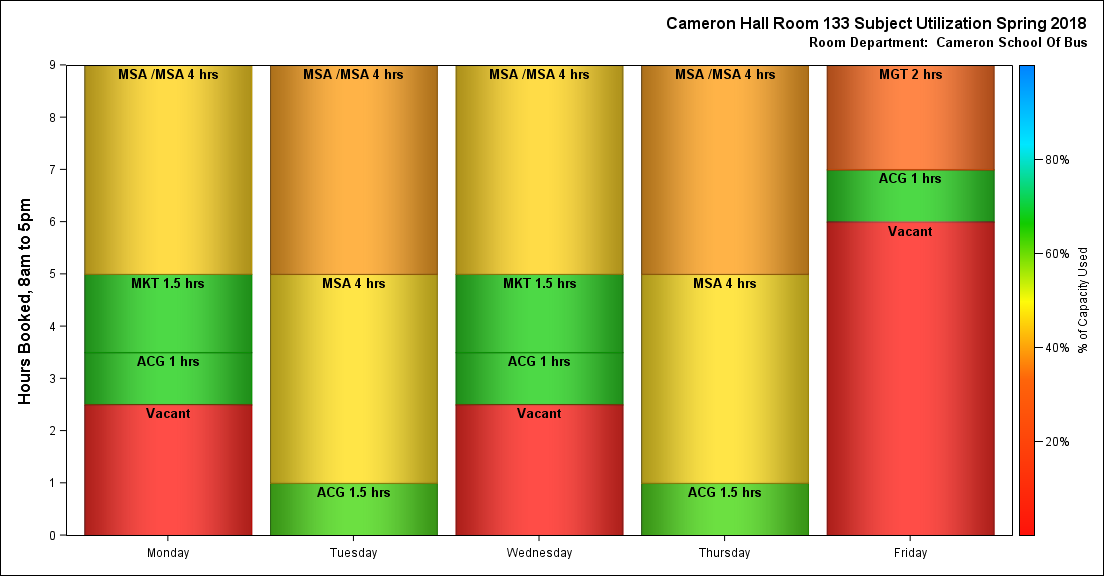 Cameron Hall Room 133 Subject Utilization Spring 2018
Room Department:  Cameron School Of Bus
Hours Booked, 8am to 5pm
9
8
7
6
5
4
3
2
1
0
MSA /MSA 4 hrs
MKT 1.5 hrs
ACG 1 hrs
Vacant
Monday
MSA /MSA 4 hrs
MSA 4 hrs
ACG 1.5 hrs
Tuesday
MSA /MSA 4 hrs
MKT 1.5 hrs
ACG 1 hrs
Vacant
Wednesday
MSA /MSA 4 hrs
MSA 4 hrs
ACG 1.5 hrs
Thursday
MGT 2 hrs
ACG 1 hrs
Vacant
Friday
80%
60%
40%
20%
% of Capacity Used